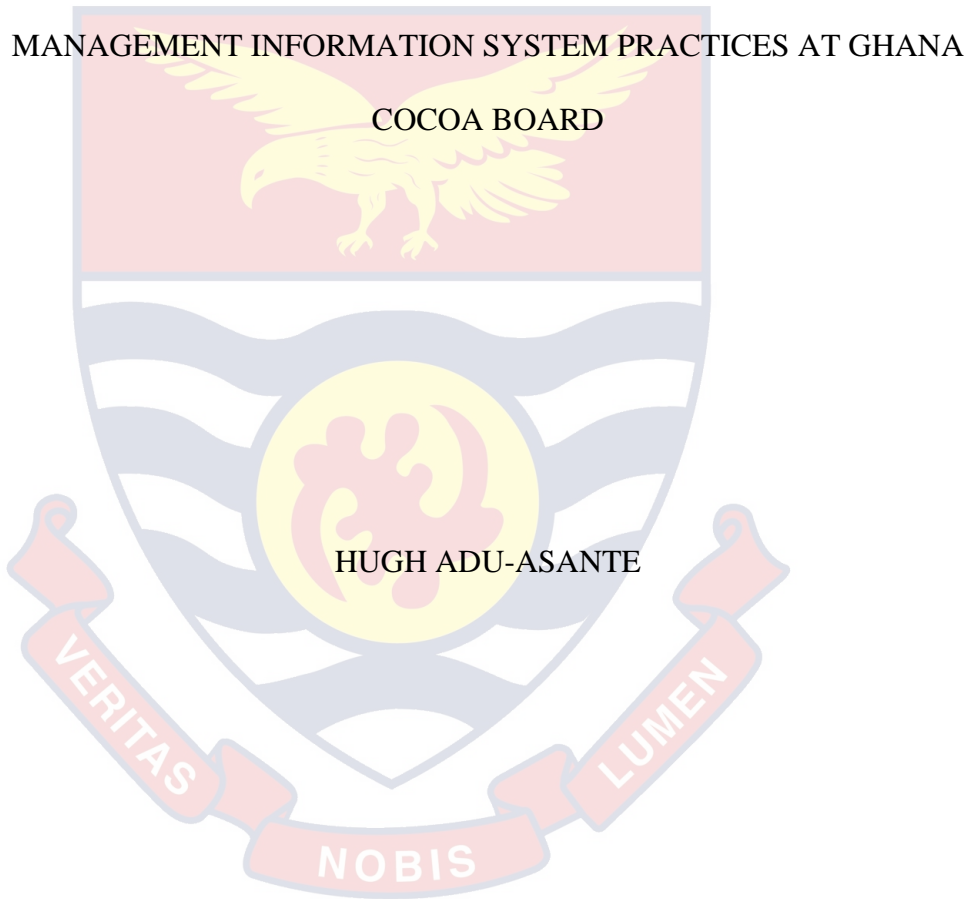 MANAGEMENT INFORMATION SYSTEM PRACTICES AT GHANA
COCOA BOARD
HUGH ADU-ASANTE
VERITAS
NOBIS
LUMEN